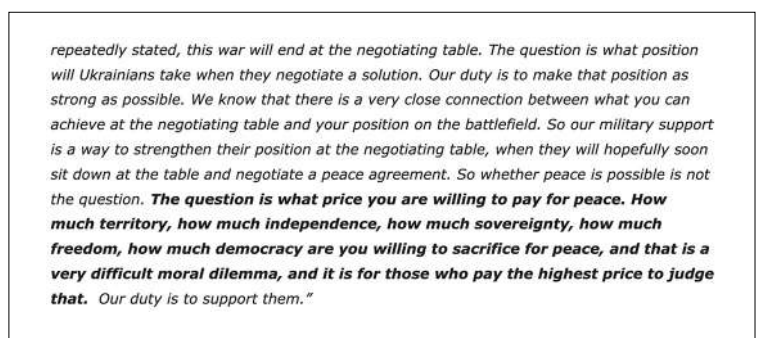 repeatedly stated, this war will end at the negotiating table. The question is what position
will Ukrainians take when they negotiate a solution. Our duty is to make that position as
strong as possible. We know that there is a very close connection between what you can
achieve at the negotiating table and your position on the battlefield. So our military support
is a way to strengthen their position at the negotiating table, when they will hopefully soon
sit down at the table and negotiate a peace agreement. So whether peace is possible is not
the question. The question is what price you are willing to pay for peace. How
much territory, how much independence, how much sovereignty, how much
freedom, how much democracy are you willing to sacrifice for peace, and that is a
very difficult moral dilemma, and it is for those who pay the highest price to judge
that.  Our duty is to support them.”